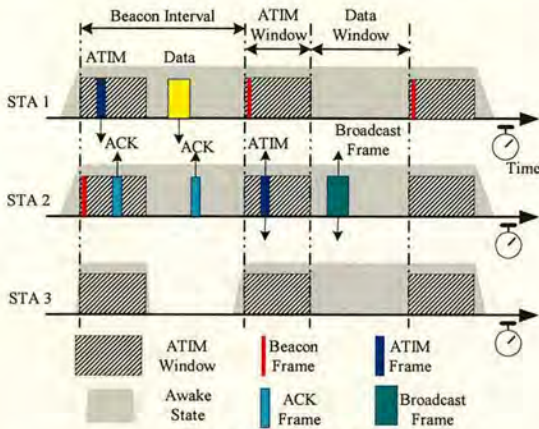 Beacon Interval
ATIM
Window
Data
Window
ATIM
Data
STA 1
ACK
ACK
ATIM
Broadcast
Frame
Time
STA 2
STA 3
ATIM
Window
Beacon
Frame
ATIM
Frame
Awake
State
ACK
Frame
Broadcast
Frame